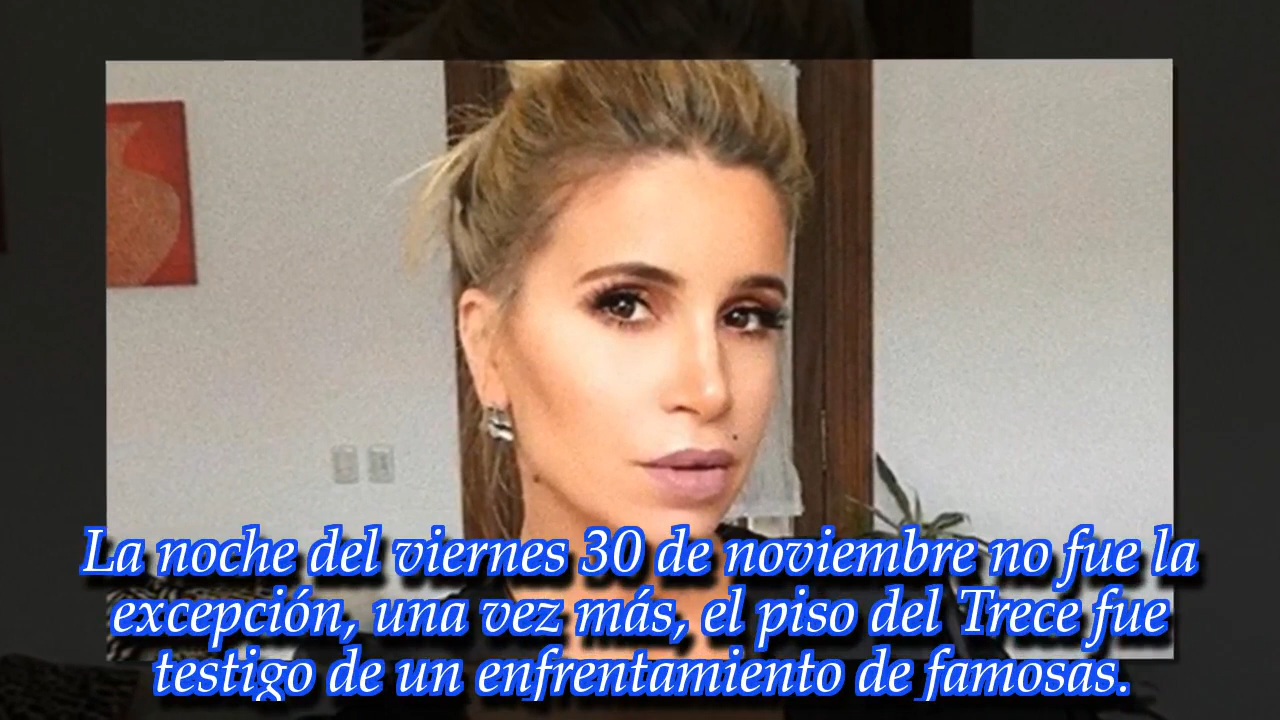 La noche del viernes 30 de noviembre no fue la
excepción, una vez más, el piso del Trece fue
testigo de un enfrentamiento de famosas.